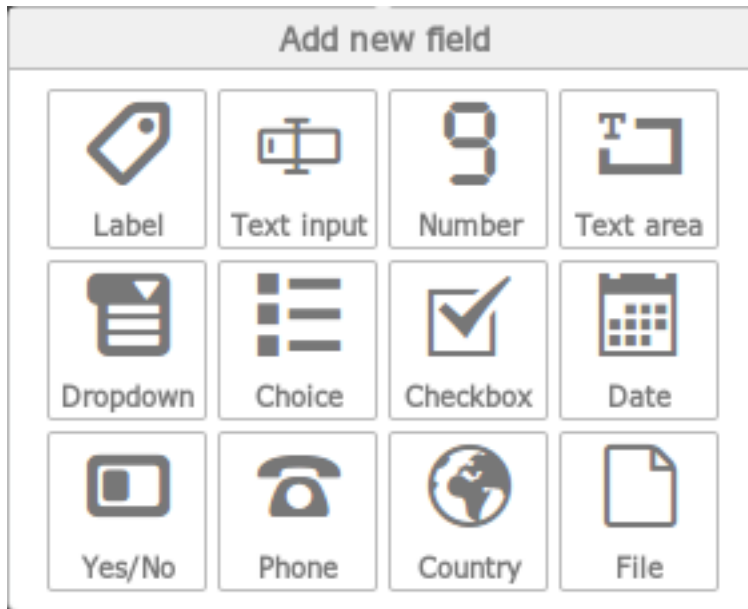 Add new field
Label Text input Number Text area
Dropdown Choice Checkbox Date
Yes/No Phone Country File